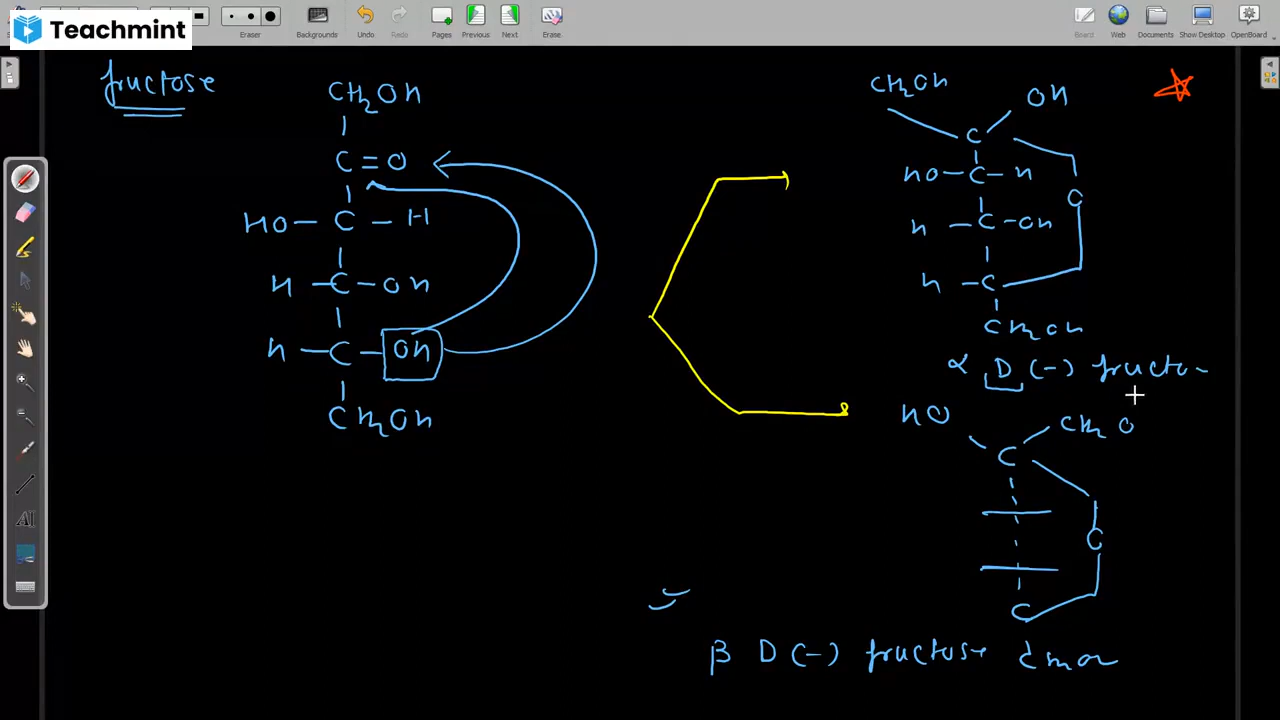 Teachmint
Eraser
Backgrounds
Undo
Redo
Pages
Previous
Next
Erase
Board
Web
Documents
Show Desktop
OpenBoard
fructose
CH2OH
C=O
HO-C-H
H-C-OH
H-C-OH
CH2OH
CH2OH
OH
C
HO-C-H
H-C-OH
O
H-C
CH2OH
α D (-) fructo
HO
CH2O
C
O
C
β D (-) fructose